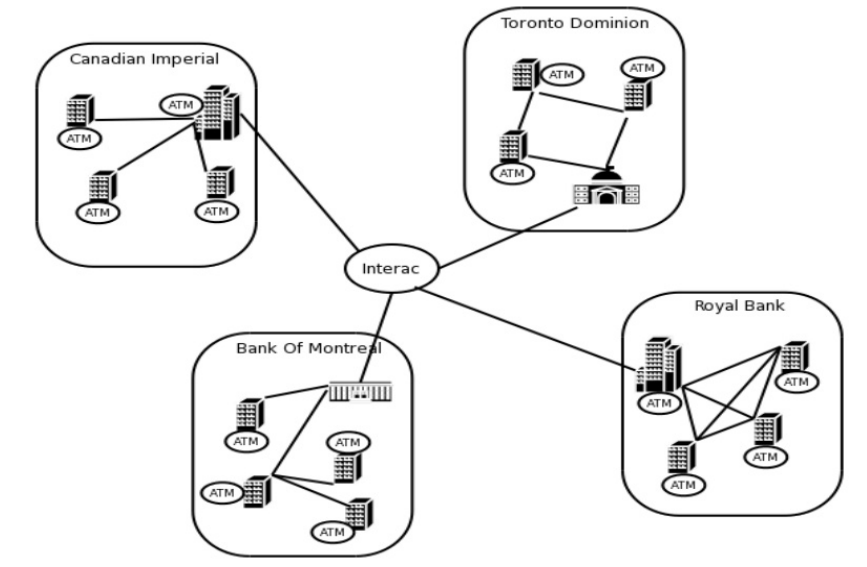 Toronto Dominion
ATM
ATM
ATM
Canadian Imperial
ATM
ATM
ATM
ATM
Interac
Royal Bank
ATM
ATM
ATM
ATM
Bank Of Montreal
ATM
ATM
ATM
ATM